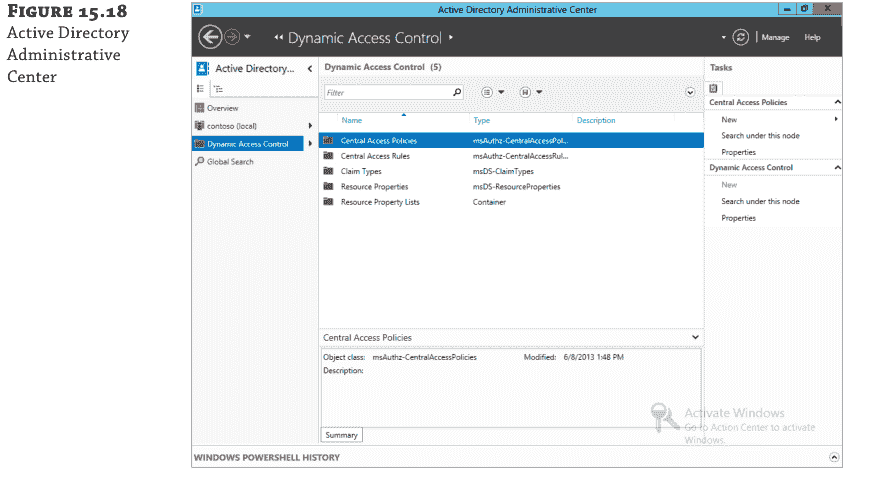 FIGURE 15.18
Active Directory
Administrative
Center
Active Directory Administrative Center
Dynamic Access Control
Manage
Help
Active Directory...
Overview
contoso (local)
Dynamic Access Control
Global Search
Dynamic Access Control (5)
Filter
Name Type Description
Central Access Policies msAuthz-CentralAccessPol...
Central Access Rules msAuthz-CentralAccessRul...
Claim Types msDS-ClaimTypes
Resource Properties msDS-ResourceProperties
Resource Property Lists Container
Central Access Policies
Object class: msAuthz-CentralAccessPolicies Modified: 6/8/2013 1:48 PM
Description:
Summary
Tasks
Central Access Policies
New
Search under this node
Properties
Dynamic Access Control
New
Search under this node
Properties
Activate Windows
Go to Action Center to activate
Windows.
WINDOWS POWERSHELL HISTORY